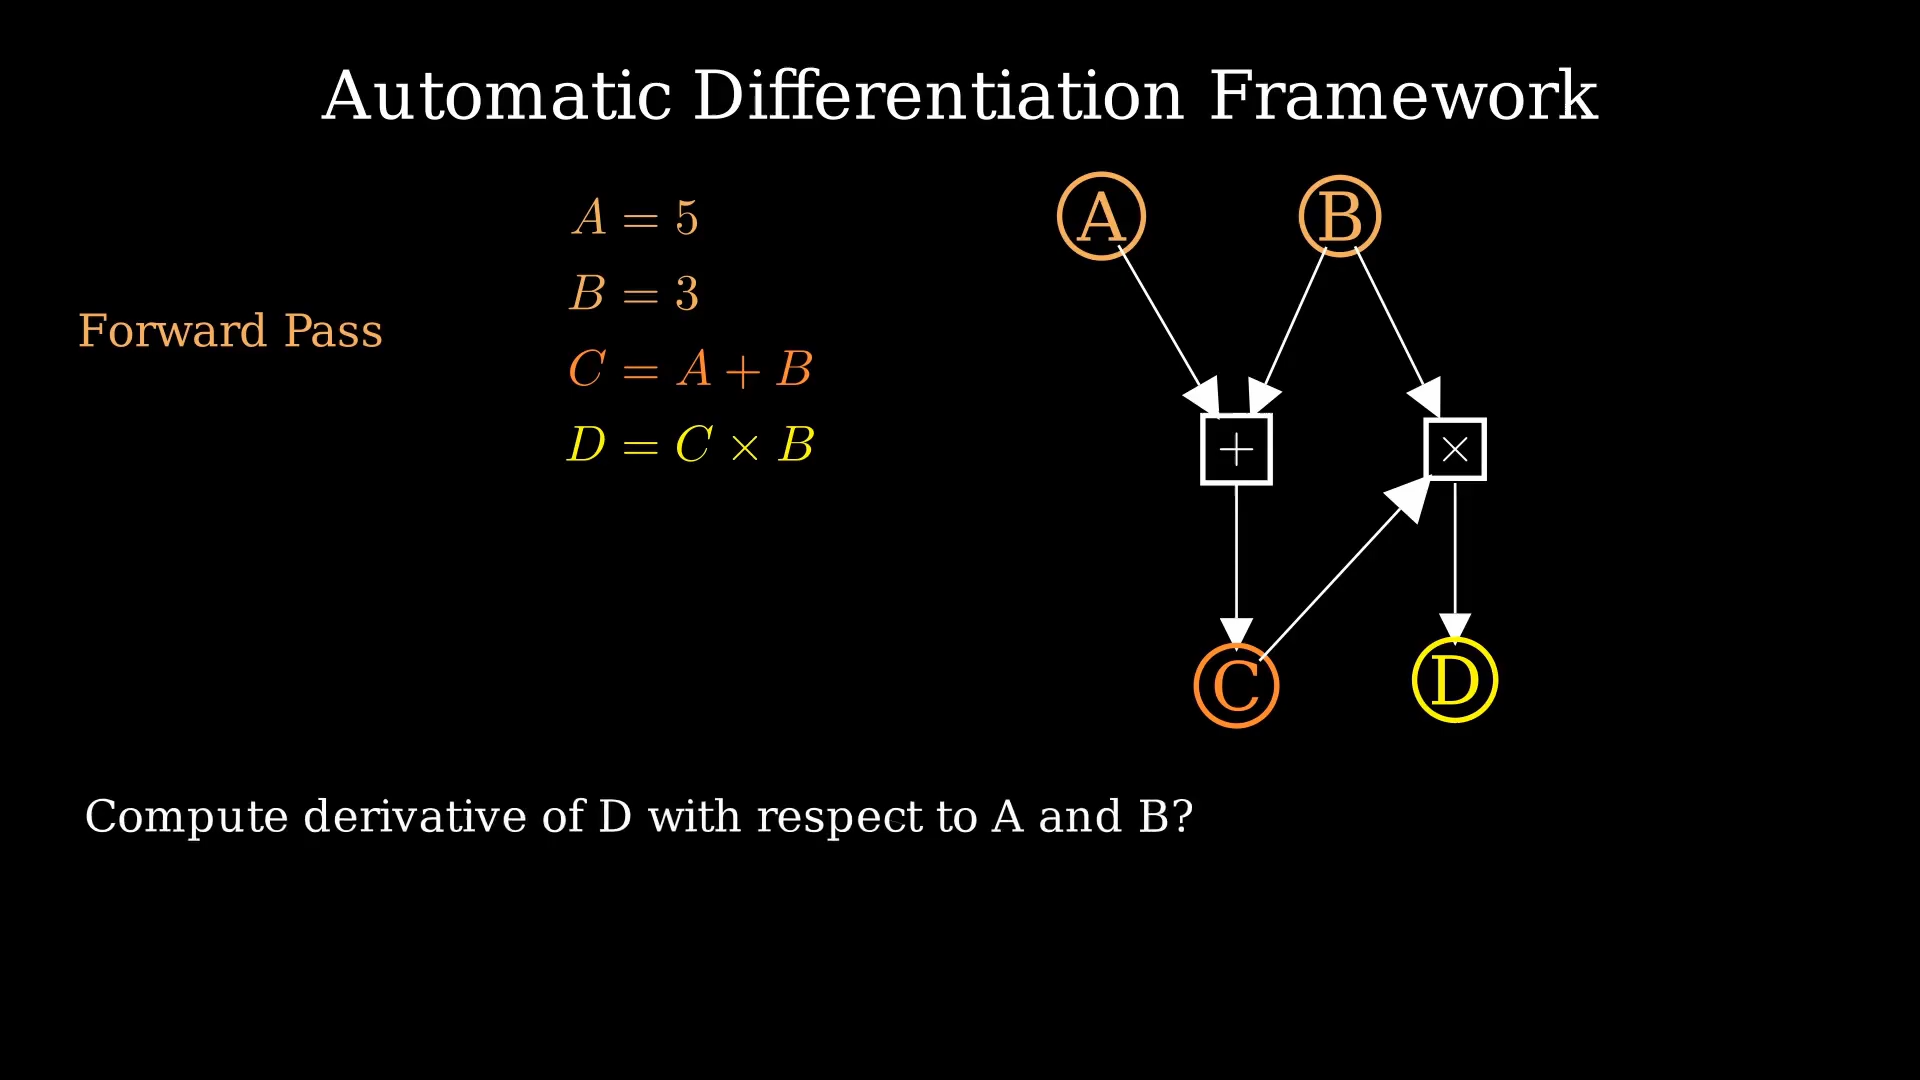 Automatic Differentiation Framework
A = 5
B = 3
Forward Pass
C = A + B
D = C × B
A
B
+
×
C
D
Compute derivative of D with respect to A and B?